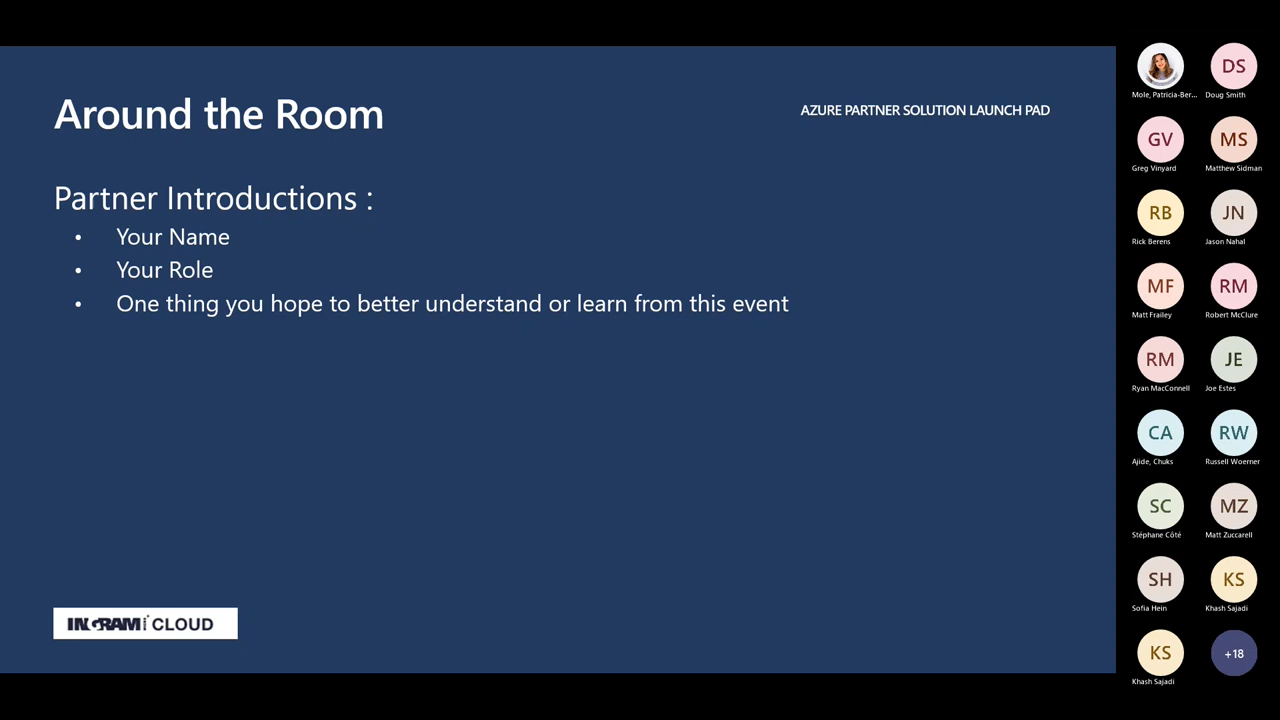 Around the Room
AZURE PARTNER SOLUTION LAUNCH PAD
Partner Introductions :
• Your Name
• Your Role
• One thing you hope to better understand or learn from this event
INGRAM MICRO CLOUD
Mole, Patricia-Ber...
DS
Doug Smith
GV
Greg Vinyard
MS
Matthew Sidman
RB
Rick Berens
JN
Jason Nahal
MF
Matt Frailey
RM
Robert McClure
RM
Ryan MacConnell
JE
Joe Estes
CA
Ajide, Chuks
RW
Russell Woerner
SC
Stéphane Côté
MZ
Matt Zuccarell
SH
Sofia Hein
KS
Khash Sajadi
KS
Khash Sajadi
+18